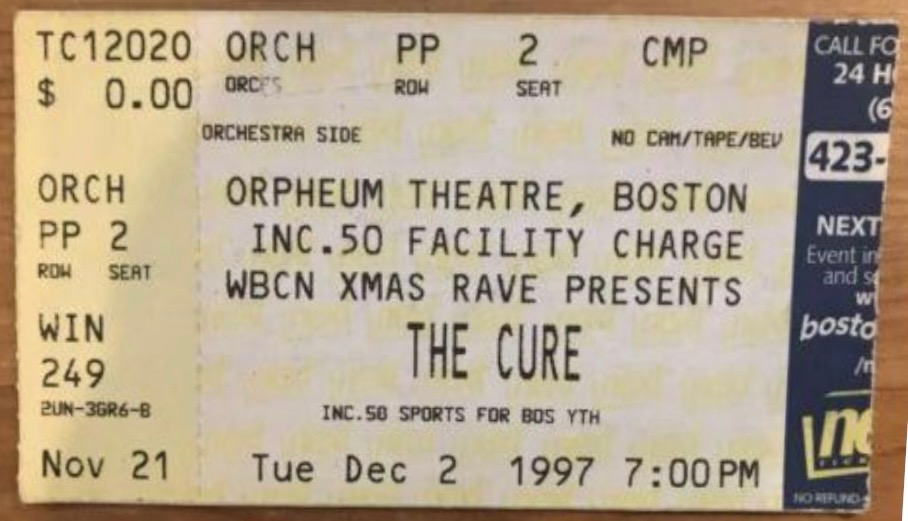 TC12020 ORCH PP 2 CMP
$ 0.00 ROW SEAT
ORCHESTRA SIDE NO CAM/TAPE/BEV
ORCH ORPHEUM THEATRE, BOSTON
PP 2 INC.50 FACILITY CHARGE
ROW SEAT WBCN XMAS RAVE PRESENTS
WIN THE CURE
249
2UN-3GR6-B INC.50 SPORTS FOR BOS YTH
Nov 21 Tue Dec 2 1997 7:00PM
CALL FO
24 H
(6
423-
NEXT
Event in
and s
w
bosto
/n
NO REFUND